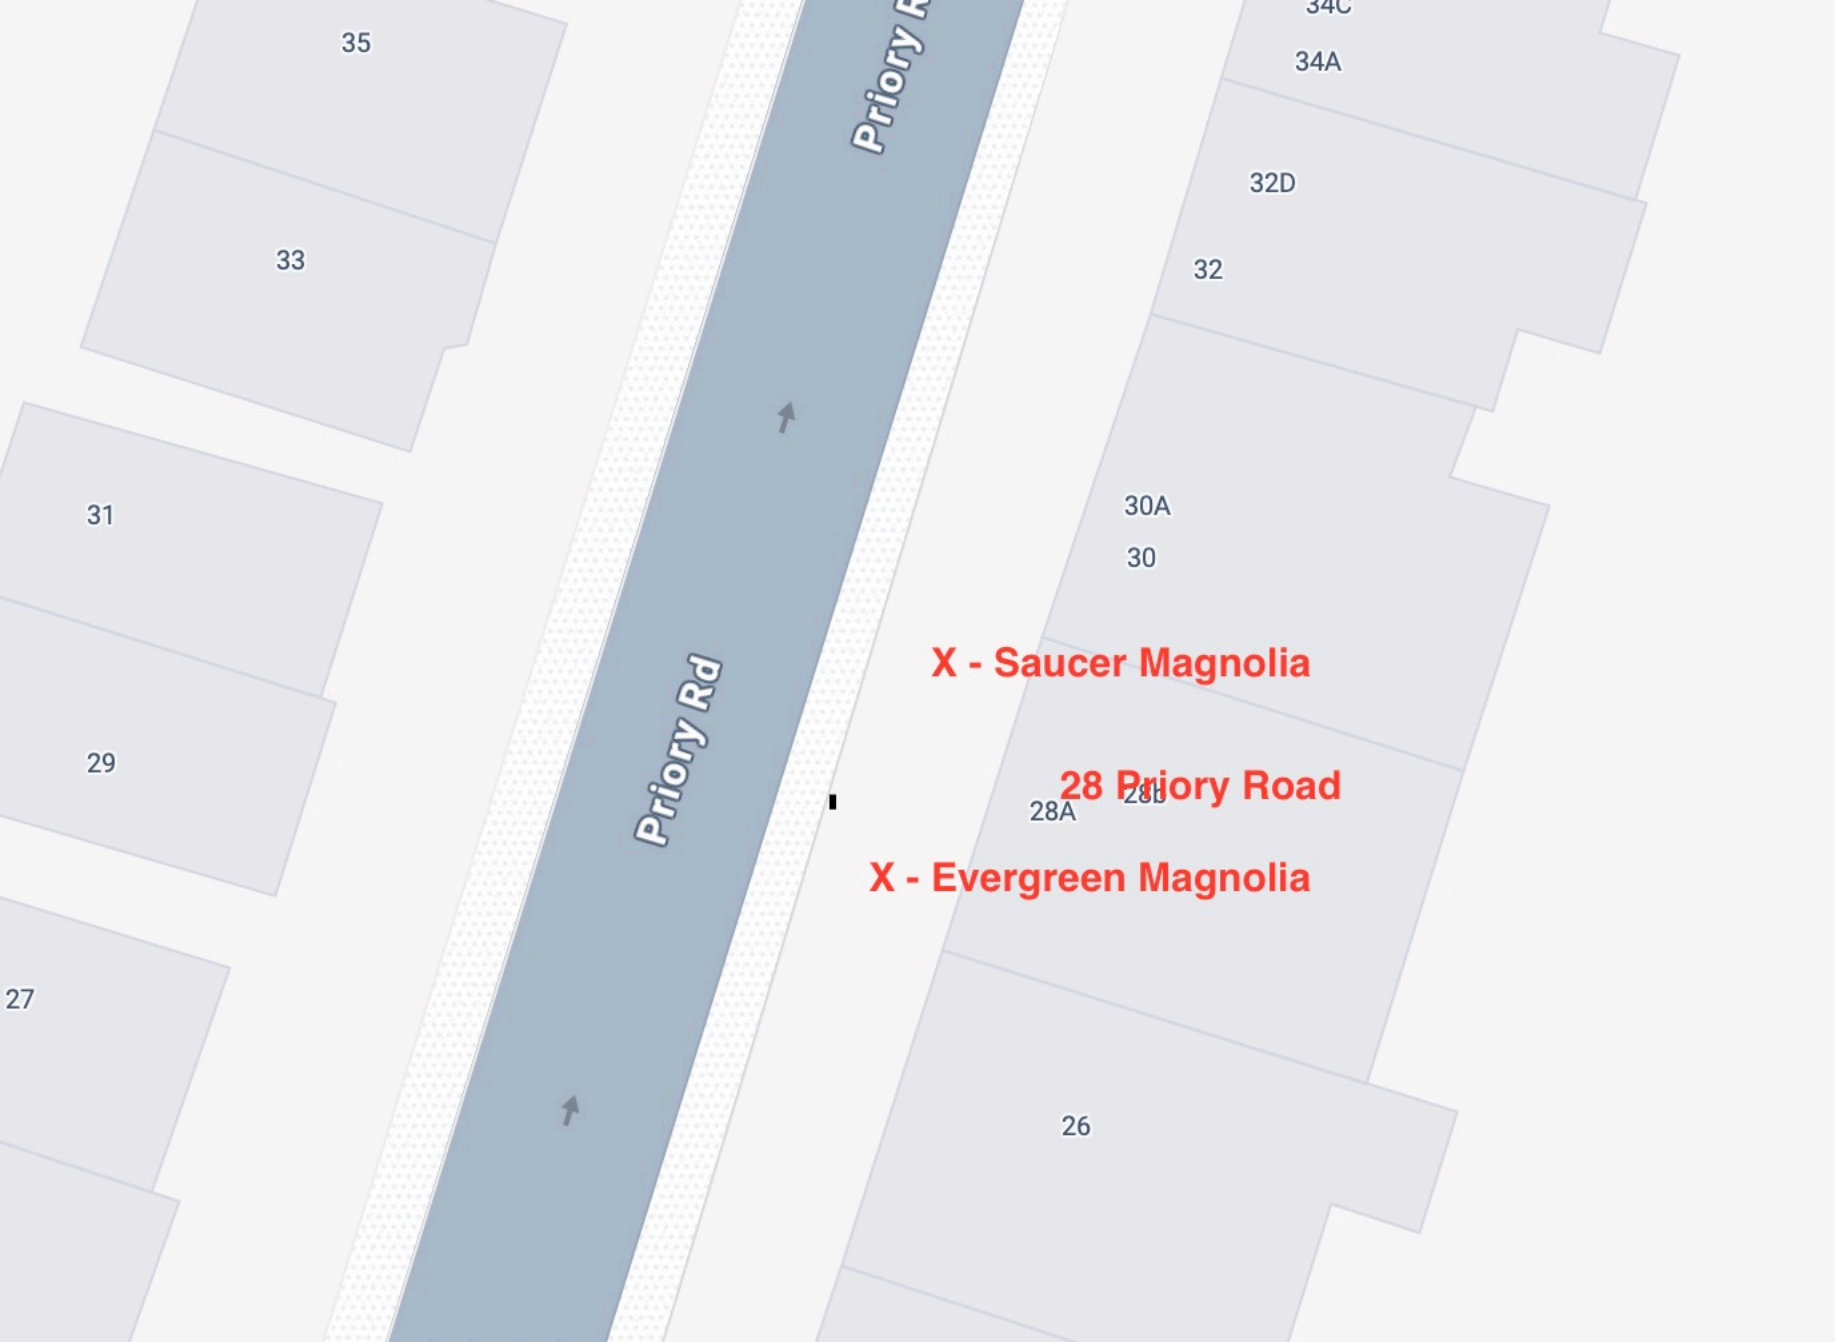 34C
35
34A
Priory R
32D
33
32
30A
31
30
X - Saucer Magnolia
Priory Rd
29
28 Priory Road
28b
28A
X - Evergreen Magnolia
27
26